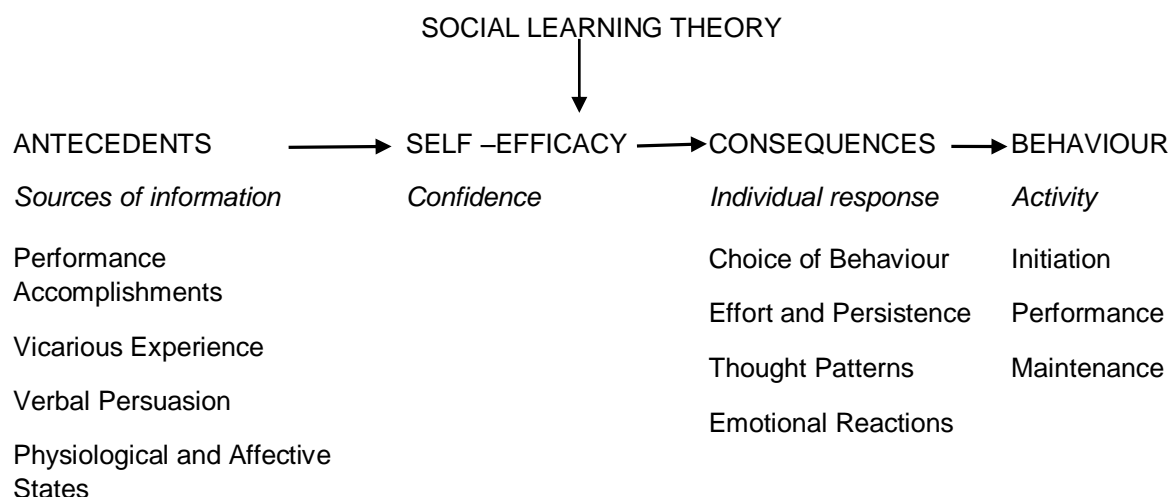 SOCIAL LEARNING THEORY
ANTECEDENTS
SELF –EFFICACY
CONSEQUENCES
BEHAVIOUR
Sources of information
Confidence
Individual response
Activity
Performance
Accomplishments
Vicarious Experience
Verbal Persuasion
Physiological and Affective
States
Choice of Behaviour
Effort and Persistence
Thought Patterns
Emotional Reactions
Initiation
Performance
Maintenance